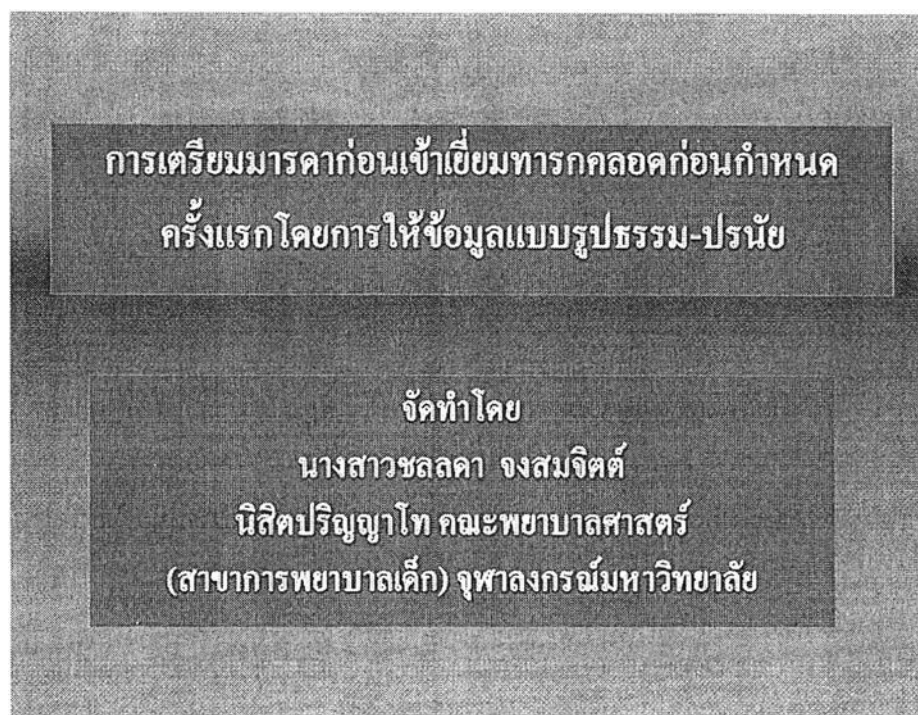 การเตรียมมารดาก่อนเข้าเยี่ยมทารกคลอดก่อนกำหนด
ครั้งแรกโดยการให้ข้อมูลแบบรูปธรรม-ปรนัย
จัดทำโดย
นางสาวชลลดา จงสมจิตต์
นิสิตปริญญาโท คณะพยาบาลศาสตร์
(สาขาการพยาบาลเด็ก) จุฬาลงกรณ์มหาวิทยาลัย